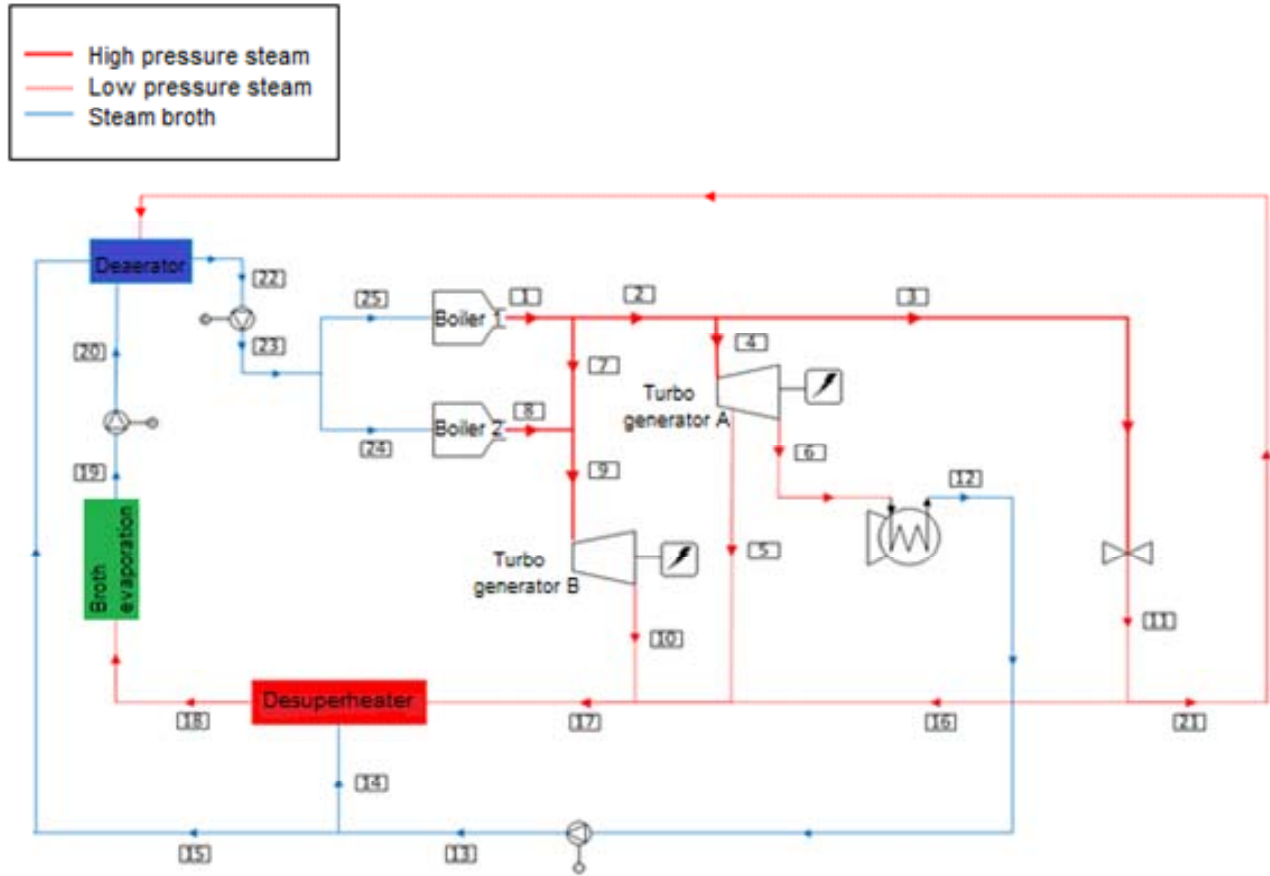 High pressure steam
Low pressure steam
Steam broth
Deaerator
22
25
1
2
3
Boiler 1
23
4
20
7
Turbo
generator A
8
Boiler 2
24
6
19
9
12
Broth
evaporation
Turbo
generator B
5
10
11
Desuperheater
18
17
16
21
14
15
13